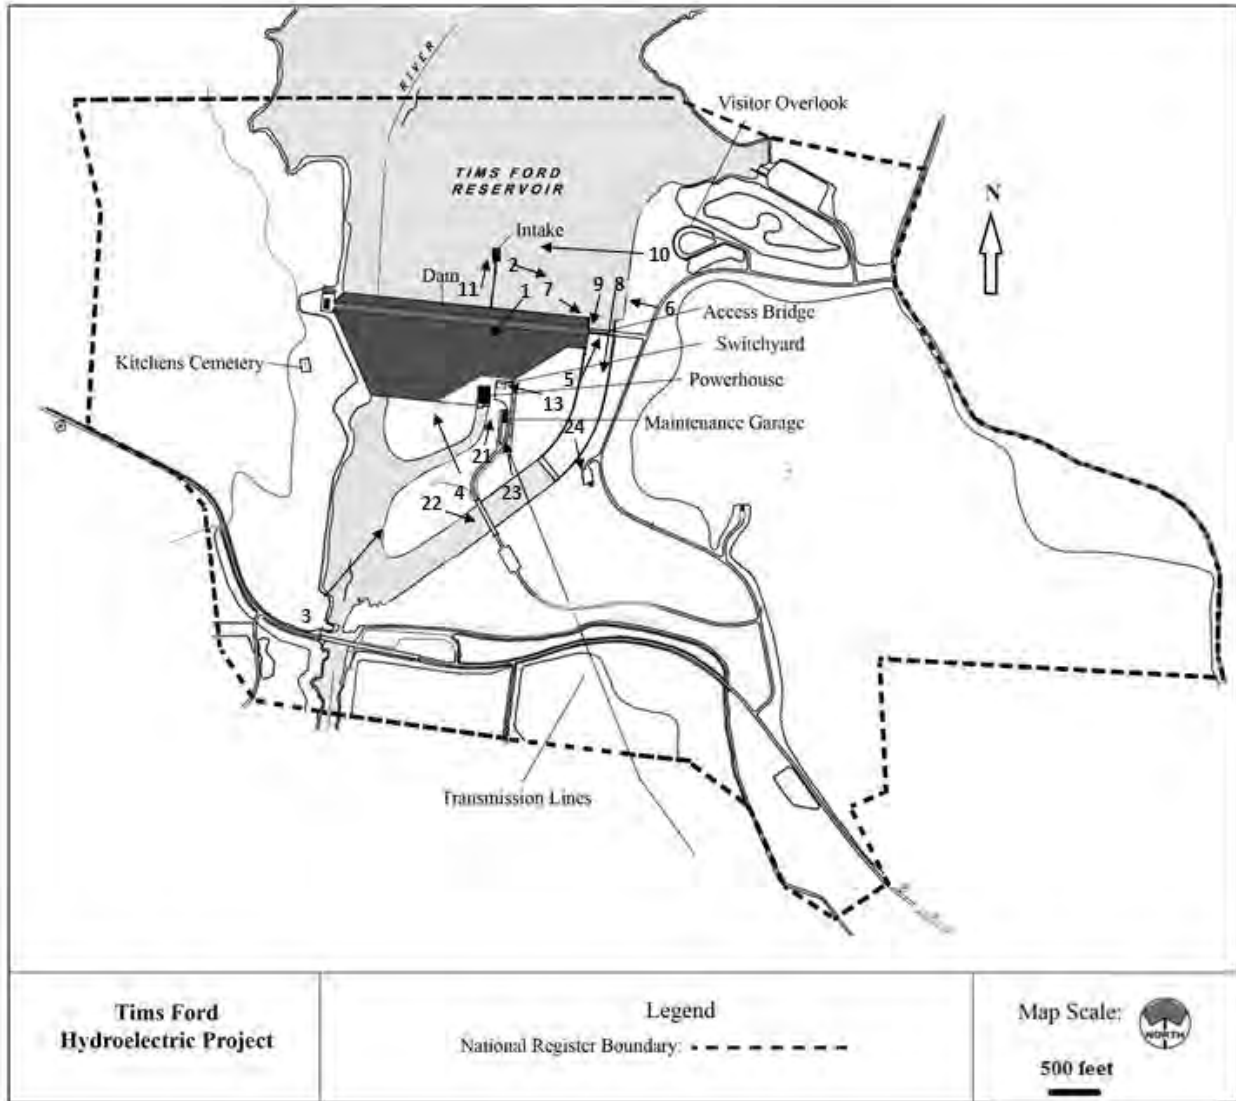 RIVER
Visitor Overlook
TIMS FORD
RESERVOIR
N
Intake
10
2
11
Dam
7
1
9
8
6
Access Bridge
Switchyard
Kitchens Cemetery
5
Powerhouse
13
Maintenance Garage
24
21
4
23
22
3
Transmission Lines
Tims Ford
Hydroelectric Project
Legend
National Register Boundary:
Map Scale:
NORTH
500 feet